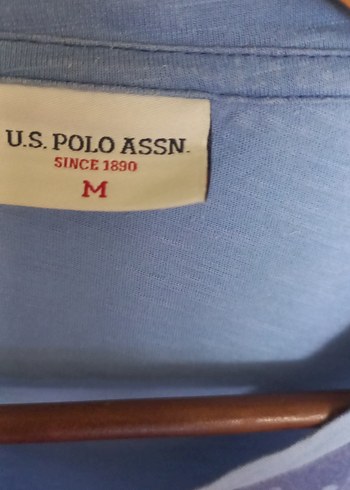 U.S. POLO ASSN.
SINCE 1890
M